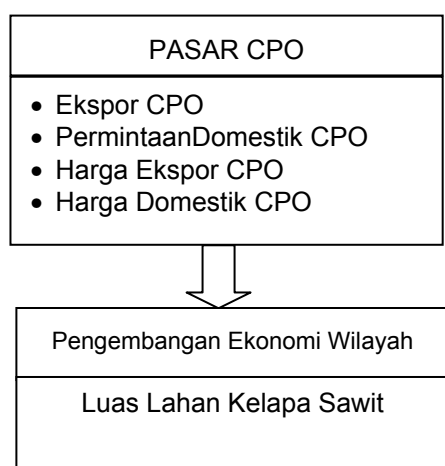 PASAR CPO
• Ekspor CPO
• PermintaanDomestik CPO
• Harga Ekspor CPO
• Harga Domestik CPO
Pengembangan Ekonomi Wilayah
Luas Lahan Kelapa Sawit